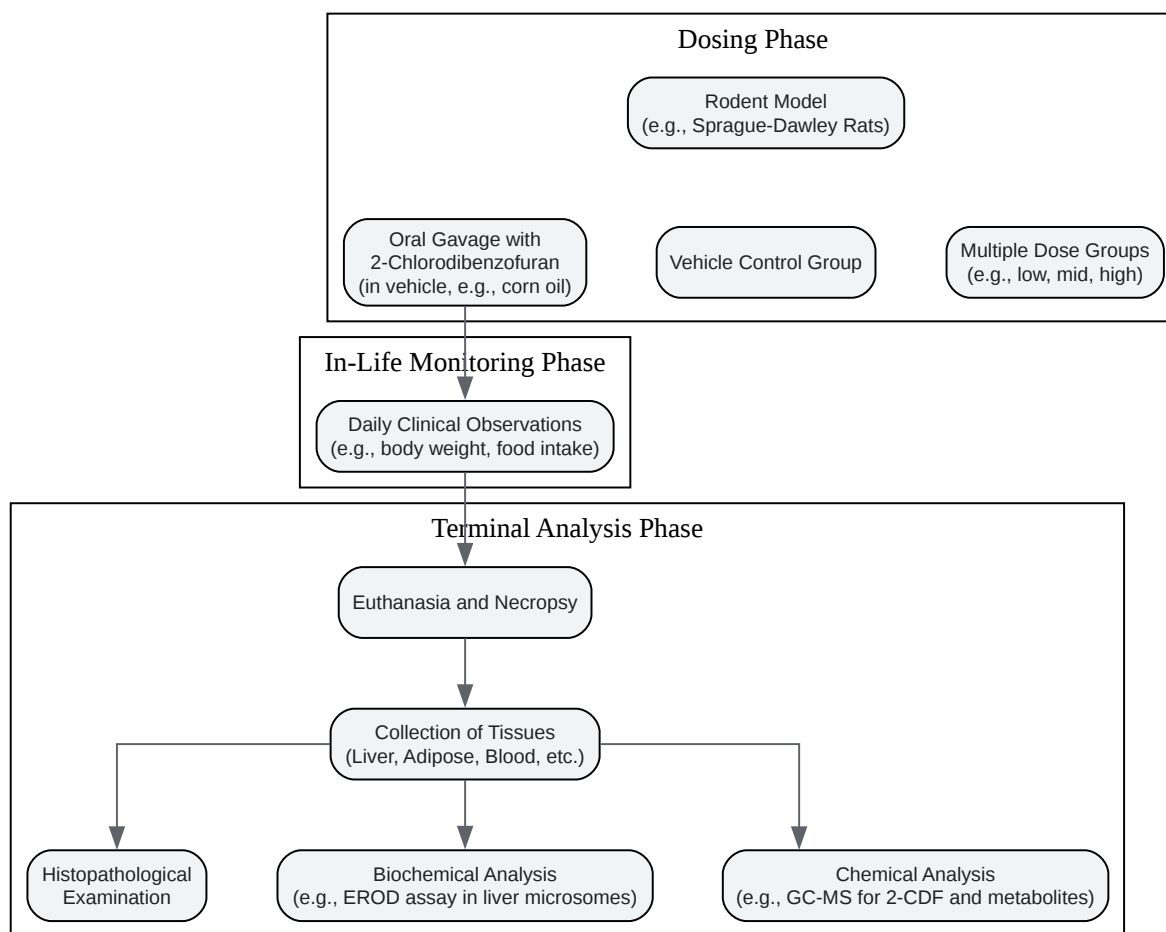 Dosing Phase
Rodent Model
(e.g., Sprague-Dawley Rats)
Oral Gavage with
2-Chlorodibenzofuran
(in vehicle, e.g., corn oil)
Vehicle Control Group
Multiple Dose Groups
(e.g., low, mid, high)
In-Life Monitoring Phase
Daily Clinical Observations
(e.g., body weight, food intake)
Terminal Analysis Phase
Euthanasia and Necropsy
Collection of Tissues
(Liver, Adipose, Blood, etc.)
Histopathological
Examination
Biochemical Analysis
(e.g., EROD assay in liver microsomes)
Chemical Analysis
(e.g., GC-MS for 2-CDF and metabolites)